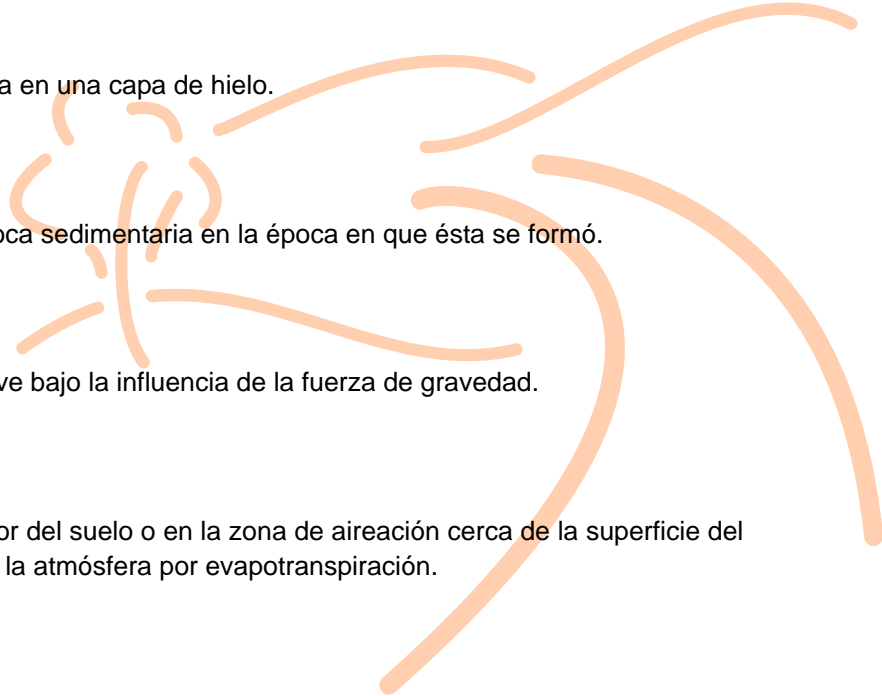 a en una capa de hielo.
oca sedimentaria en la época en que ésta se formó.
ve bajo la influencia de la fuerza de gravedad.
or del suelo o en la zona de aireación cerca de la superficie del
la atmósfera por evapotranspiración.